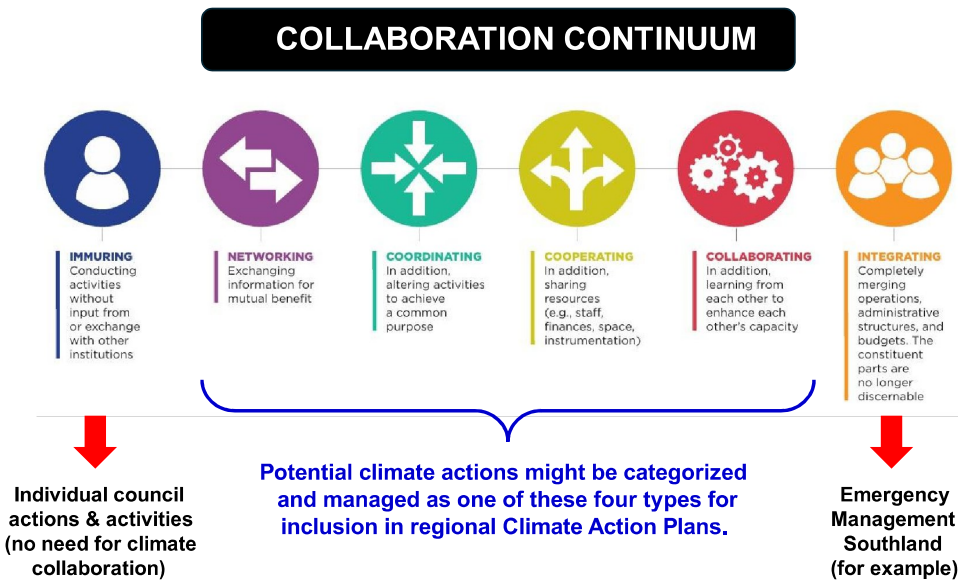 COLLABORATION CONTINUUM
IMMURING
Conducting
activities
without
input from
or exchange
with other
institutions
NETWORKING
Exchanging
information for
mutual benefit
COORDINATING
In addition,
altering activities
to achieve
a common
purpose
COOPERATING
In addition,
sharing
resources
(e.g., staff,
finances, space,
instrumentation)
COLLABORATING
In addition,
learning from
each other to
enhance each
other's capacity
INTEGRATING
Completely
merging
operations,
administrative
structures, and
budgets. The
constituent
parts are
no longer
discernable
Individual council
actions & activities
(no need for climate
collaboration)
Potential climate actions might be categorized
and managed as one of these four types for
inclusion in regional Climate Action Plans.
Emergency
Management
Southland
(for example)